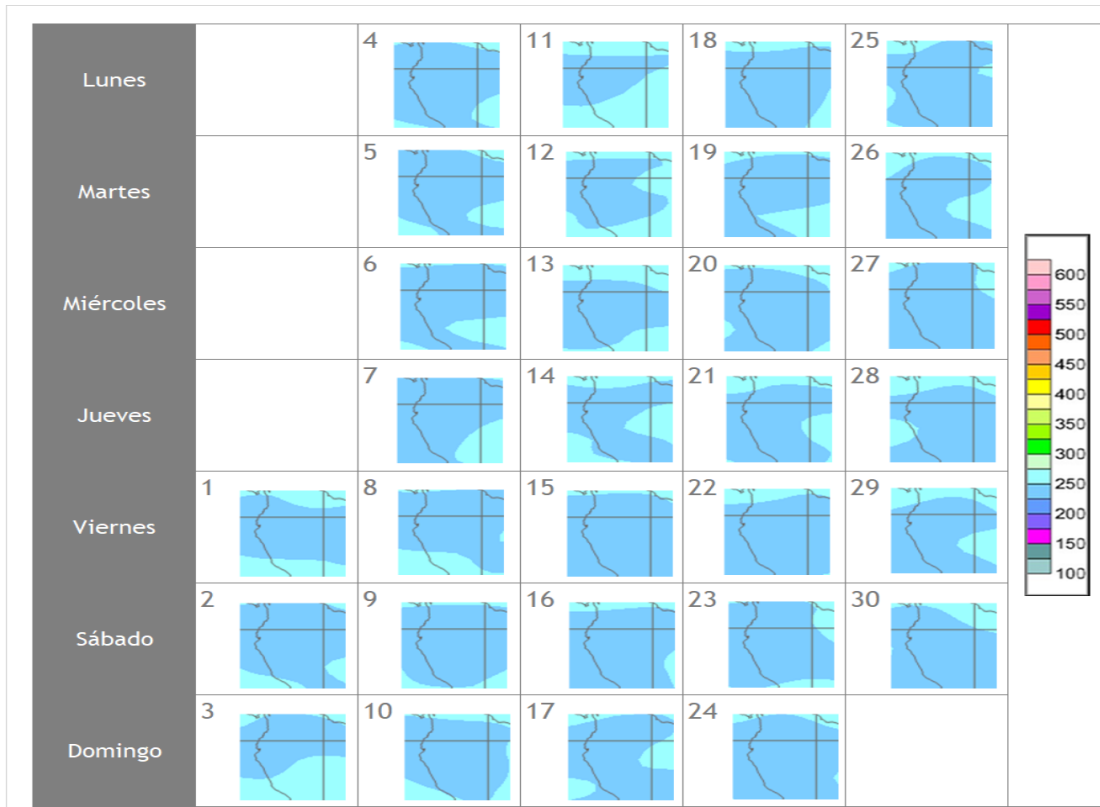 Lunes 4 11 18 25
Martes 5 12 19 26
Miércoles 6 13 20 27
Jueves 7 14 21 28
Viernes 1 8 15 22 29
Sábado 2 9 16 23 30
Domingo 3 10 17 24
600
550
500
450
400
350
300
250
200
150
100